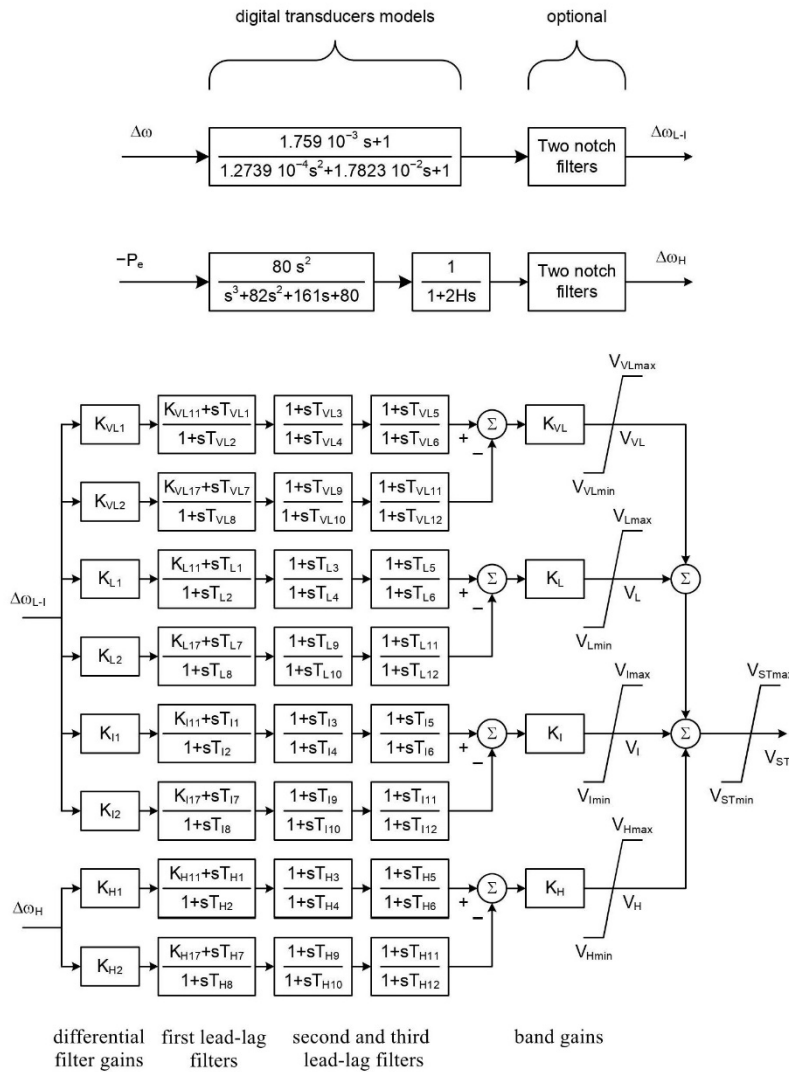 digital transducers models optional
Δω 1.759 10⁻³ s+1 Two notch Δω_L-I
1.2739 10⁻⁴s²+1.7823 10⁻²s+1 filters
−P_e 80 s² 1 Two notch Δω_H
s³+82s²+161s+80 1+2Hs filters
V_VLmax
K_VL1 K_VL11+sT_VL1 1+sT_VL3 1+sT_VL5 Σ K_VL
1+sT_VL2 1+sT_VL4 1+sT_VL6 + − V_VL
K_VL2 K_VL17+sT_VL7 1+sT_VL9 1+sT_VL11 V_VLmin
1+sT_VL8 1+sT_VL10 1+sT_VL12 V_Lmax
K_L1 K_L11+sT_L1 1+sT_L3 1+sT_L5 Σ K_L Σ
1+sT_L2 1+sT_L4 1+sT_L6 + − V_L
Δω_L-I
K_L2 K_L17+sT_L7 1+sT_L9 1+sT_L11 V_Lmin
1+sT_L8 1+sT_L10 1+sT_L12 V_Imax V_STmax
K_I1 K_I11+sT_I1 1+sT_I3 1+sT_I5 Σ K_I Σ
1+sT_I2 1+sT_I4 1+sT_I6 + − V_I V_ST
K_I2 K_I17+sT_I7 1+sT_I9 1+sT_I11 V_Imin V_STmin
1+sT_I8 1+sT_I10 1+sT_I12 V_Hmax
K_H1 K_H11+sT_H1 1+sT_H3 1+sT_H5 Σ K_H
1+sT_H2 1+sT_H4 1+sT_H6 + − V_H
Δω_H
K_H2 K_H17+sT_H7 1+sT_H9 1+sT_H11 V_Hmin
1+sT_H8 1+sT_H10 1+sT_H12
differential first lead-lag second and third band gains
filter gains filters lead-lag filters